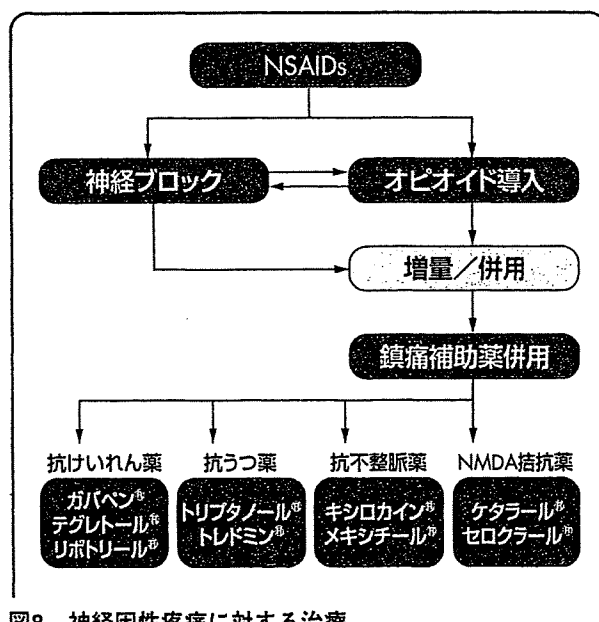 NSAIDs
神経ブロック
オピオイド導入
増量／併用
鎮痛補助薬併用
抗けいれん薬
ガバペン®
テグレトール®
リボトリール®
抗うつ薬
トリプタノール®
トレドミン®
抗不整脈薬
キシロカイン®
メキシチール®
NMDA拮抗薬
ケタラール®
セロクラール®
図8 神経因性疼痛に対する治療